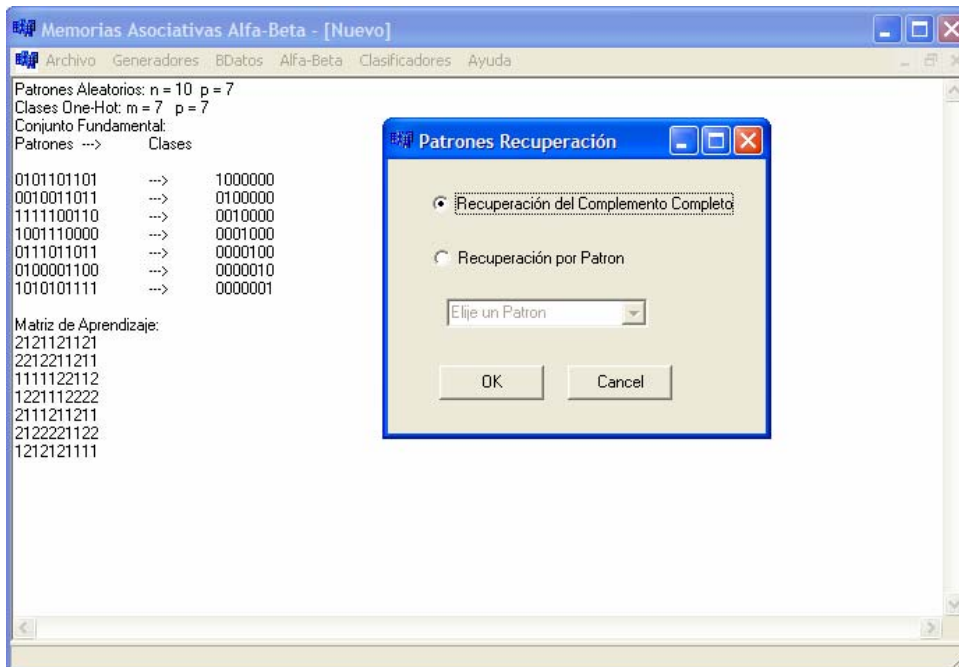 Memorias Asociativas Alfa-Beta - [Nuevo]
Archivo Generadores BDatos Alfa-Beta Clasificadores Ayuda
Patrones Aleatorios: n = 10 p = 7
Clases One-Hot: m = 7 p = 7
Conjunto Fundamental:
Patrones ---> Clases
0101101101 ---> 1000000
0010011011 ---> 0100000
1111100110 ---> 0010000
1001110000 ---> 0001000
0111011011 ---> 0000100
0100001100 ---> 0000010
1010101111 ---> 0000001
Matriz de Aprendizaje:
2121121121
2212211211
1111122112
1221112222
2111211211
2122221122
1212121111
Patrones Recuperación
Recuperación del Complemento Completo
Recuperación por Patron
Elije un Patron
OK Cancel